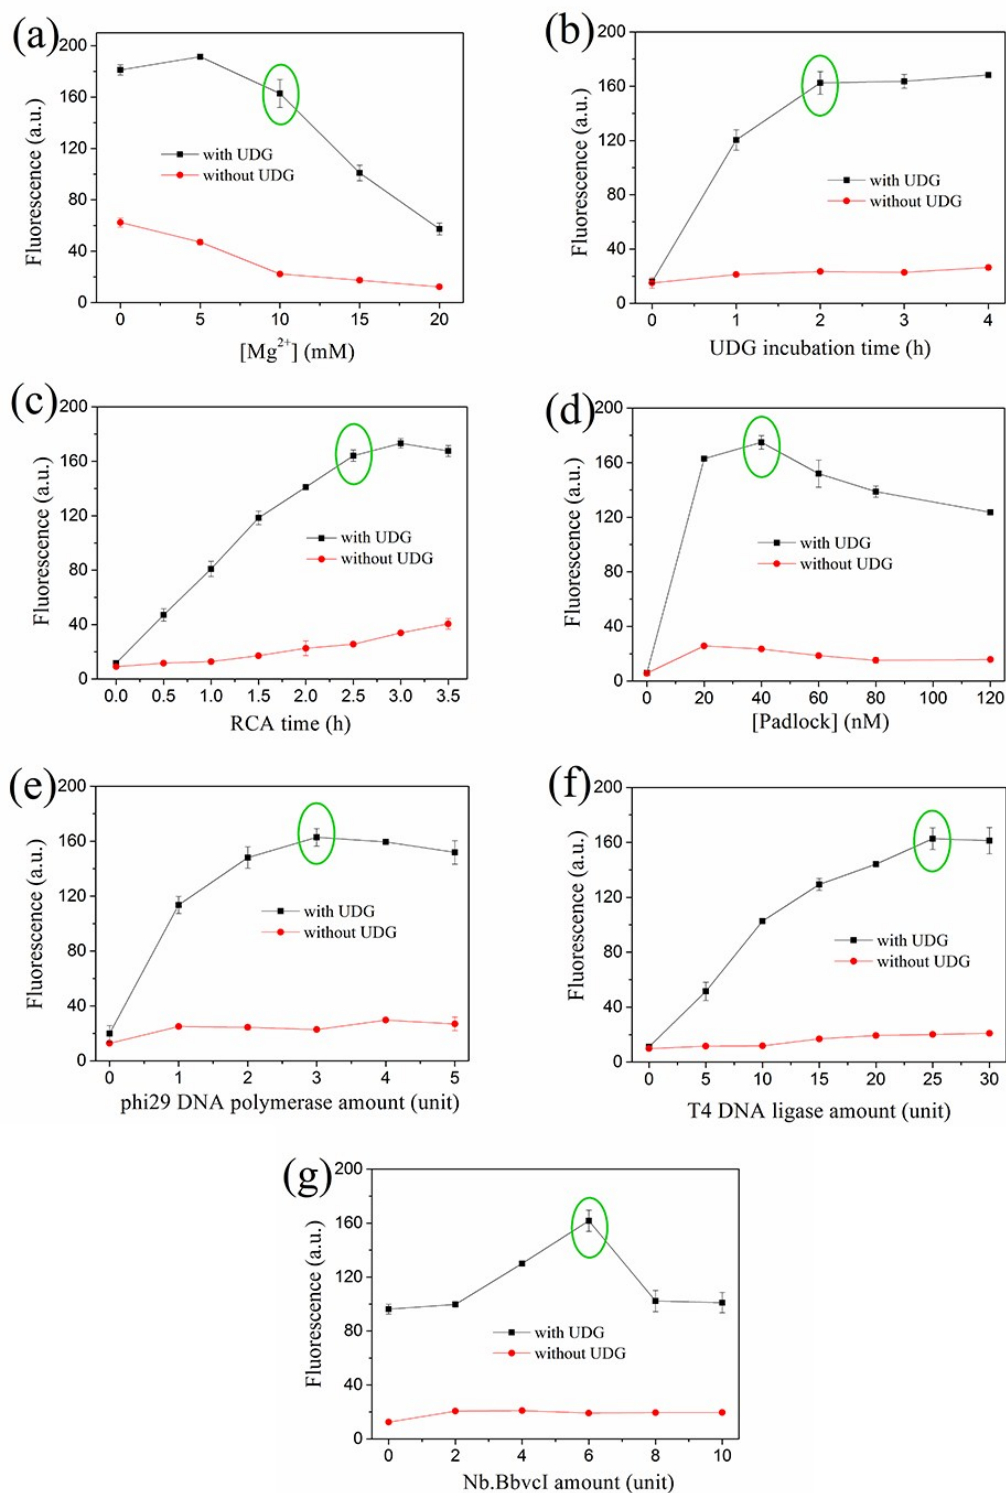 (a)
200
160
120
80
40
0
Fluorescence (a.u.)
with UDG
without UDG
0 5 10 15 20
[Mg2+] (mM)
(b)
200
160
120
80
40
0
Fluorescence (a.u.)
with UDG
without UDG
0 1 2 3 4
UDG incubation time (h)
(c)
200
160
120
80
40
0
Fluorescence (a.u.)
with UDG
without UDG
0.0 0.5 1.0 1.5 2.0 2.5 3.0 3.5
RCA time (h)
(d)
200
160
120
80
40
0
Fluorescence (a.u.)
with UDG
without UDG
0 20 40 60 80 100 120
[Padlock] (nM)
(e)
200
160
120
80
40
0
Fluorescence (a.u.)
with UDG
without UDG
0 1 2 3 4 5
phi29 DNA polymerase amount (unit)
(f)
200
160
120
80
40
0
Fluorescence (a.u.)
with UDG
without UDG
0 5 10 15 20 25 30
T4 DNA ligase amount (unit)
(g)
200
160
120
80
40
0
Fluorescence (a.u.)
with UDG
without UDG
0 2 4 6 8 10
Nb.BbvcI amount (unit)